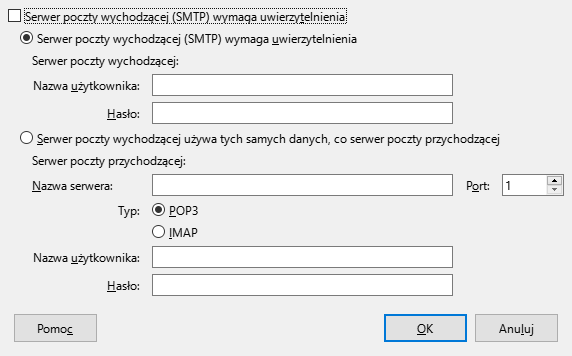 Serwer poczty wychodzącej (SMTP) wymaga uwierzytelnienia
Serwer poczty wychodzącej (SMTP) wymaga uwierzytelnienia
Serwer poczty wychodzącej:
Nazwa użytkownika:
Hasło:
Serwer poczty wychodzącej używa tych samych danych, co serwer poczty przychodzącej
Serwer poczty przychodzącej:
Nazwa serwera: Port: 1
Typ: POP3
IMAP
Nazwa użytkownika:
Hasło:
Pomoc OK Anuluj